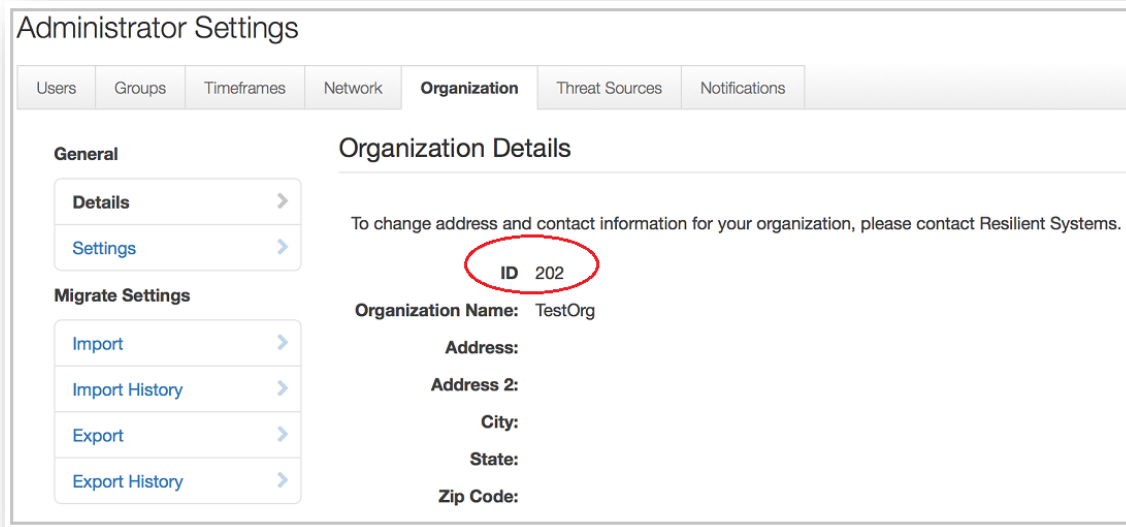 Administrator Settings
Users Groups Timeframes Network Organization Threat Sources Notifications
General
Details
Settings
Migrate Settings
Import
Import History
Export
Export History
Organization Details
To change address and contact information for your organization, please contact Resilient Systems.
ID 202
Organization Name: TestOrg
Address:
Address 2:
City:
State:
Zip Code: